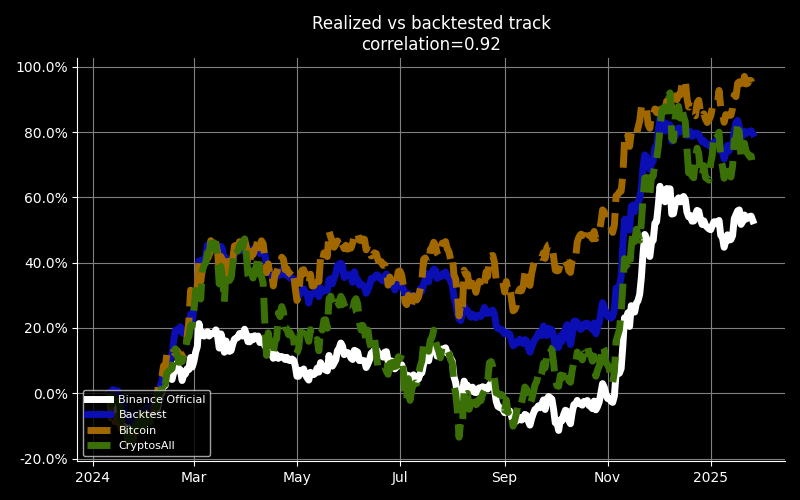 Realized vs backtested track
correlation=0.92
100.0%
80.0%
60.0%
40.0%
20.0%
0.0%
-20.0%
Binance Official
Backtest
Bitcoin
CryptosAll
2024
Mar
May
Jul
Sep
Nov
2025